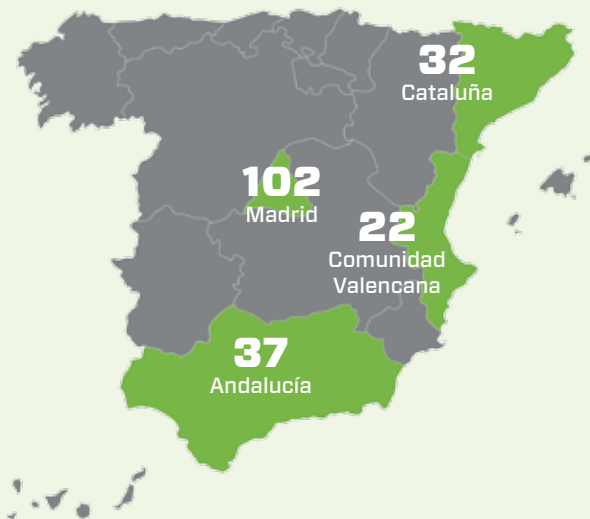 32
Cataluña
102
Madrid
22
Comunidad
Valencana
37
Andalucía